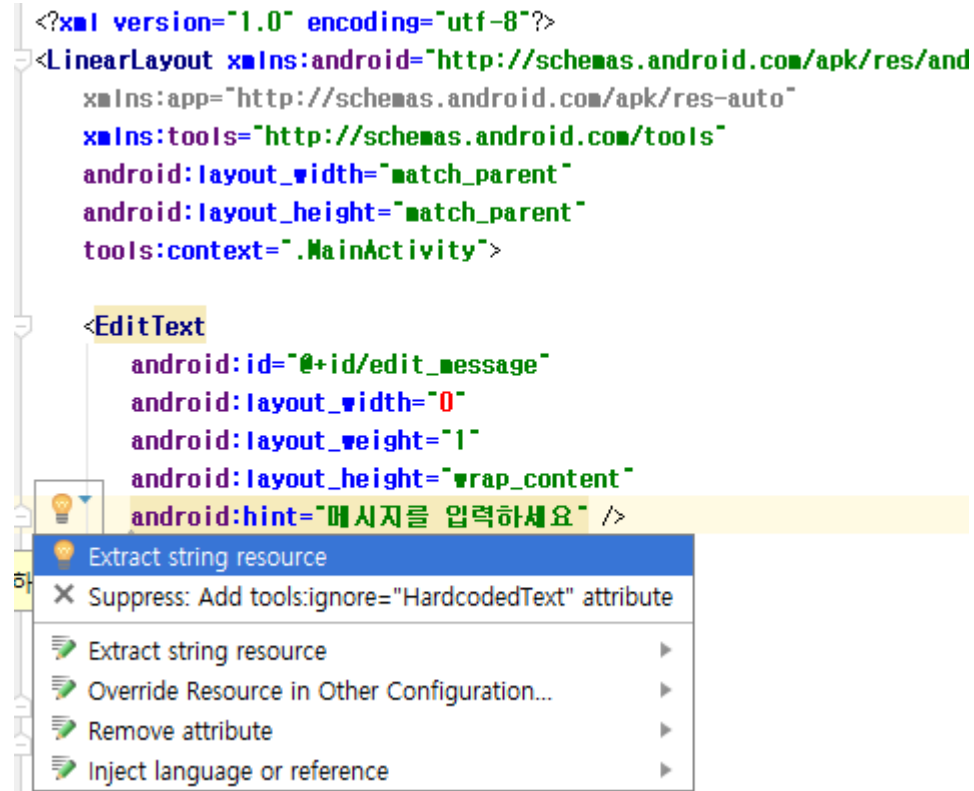 <?xml version="1.0" encoding="utf-8"?>
<LinearLayout xmlns:android="http://schemas.android.com/apk/res/and
xmlns:app="http://schemas.android.com/apk/res-auto"
xmlns:tools="http://schemas.android.com/tools"
android:layout_width="match_parent"
android:layout_height="match_parent"
tools:context=".MainActivity">
<EditText
android:id="@+id/edit_message"
android:layout_width="0"
android:layout_weight="1"
android:layout_height="wrap_content"
android:hint="메시지를 입력하세요" />
Extract string resource
하
Suppress: Add tools:ignore="HardcodedText" attribute
Extract string resource
Override Resource in Other Configuration...
Remove attribute
Inject language or reference